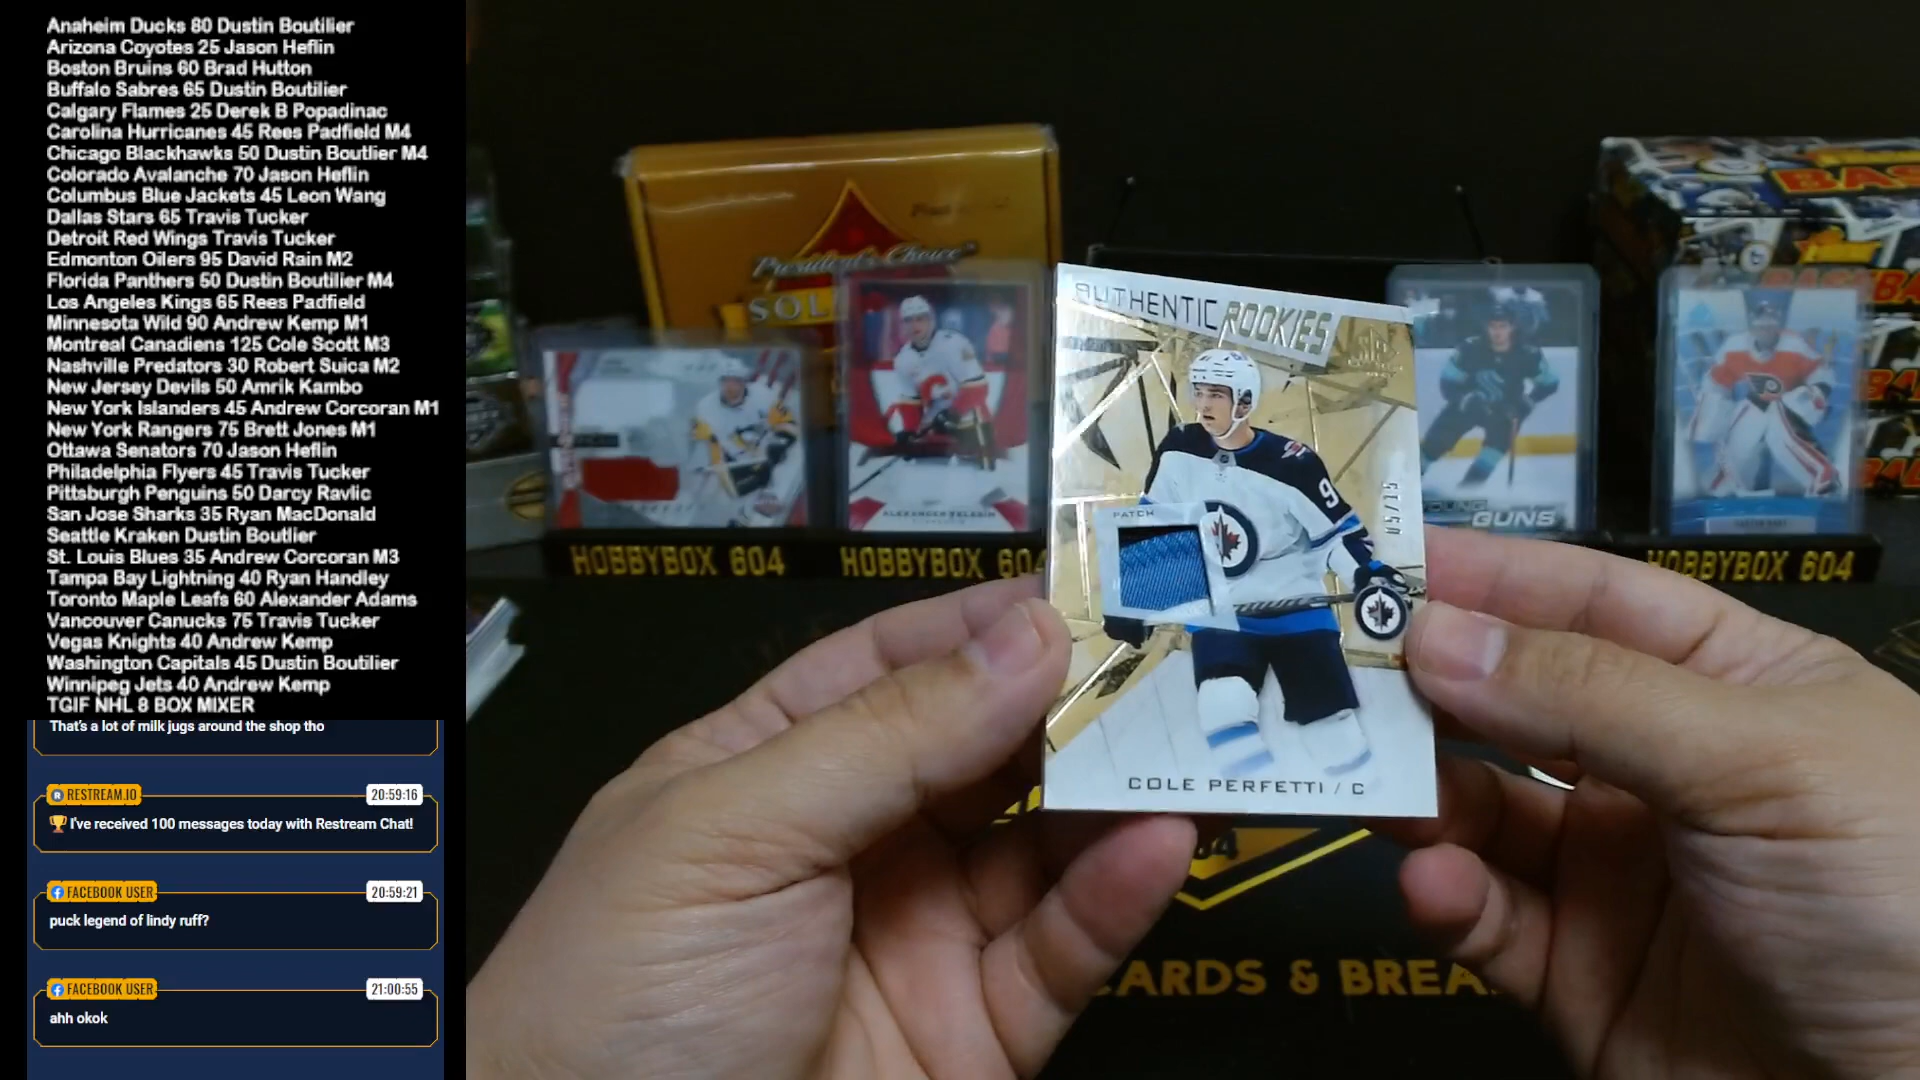 Anaheim Ducks 80 Dustin Boutilier
Arizona Coyotes 25 Jason Heflin
Boston Bruins 60 Brad Hutton
Buffalo Sabres 65 Dustin Boutilier
Calgary Flames 25 Derek B Popadinac
Carolina Hurricanes 45 Rees Padfield M4
Chicago Blackhawks 50 Dustin Boutlier M4
Colorado Avalanche 70 Jason Heflin
Columbus Blue Jackets 45 Leon Wang
Dallas Stars 65 Travis Tucker
Detroit Red Wings Travis Tucker
Edmonton Oilers 95 David Rain M2
Florida Panthers 50 Dustin Boutilier M4
Los Angeles Kings 65 Rees Padfield
Minnesota Wild 90 Andrew Kemp M1
Montreal Canadiens 125 Cole Scott M3
Nashville Predators 30 Robert Suica M2
New Jersey Devils 50 Amrik Kambo
New York Islanders 45 Andrew Corcoran M1
New York Rangers 75 Brett Jones M1
Ottawa Senators 70 Jason Heflin
Philadelphia Flyers 45 Travis Tucker
Pittsburgh Penguins 50 Darcy Ravlic
San Jose Sharks 35 Ryan MacDonald
Seattle Kraken Dustin Boutlier
St. Louis Blues 35 Andrew Corcoran M3
Tampa Bay Lightning 40 Ryan Handley
Toronto Maple Leafs 60 Alexander Adams
Vancouver Canucks 75 Travis Tucker
Vegas Knights 40 Andrew Kemp
Washington Capitals 45 Dustin Boutilier
Winnipeg Jets 40 Andrew Kemp
TGIF NHL 8 BOX MIXER
That's a lot of milk jugs around the shop tho
RESTREAM.IO 20:59:16
I've received 100 messages today with Restream Chat!
FACEBOOK USER 20:59:21
puck legend of lindy ruff?
FACEBOOK USER 21:00:55
ahh okok
President's Choice
SOL
AUTHENTIC ROOKIES
PATCH
9
05/15
COLE PERFETTI / C
YOUNG GUNS
HOBBYBOX 604
HOBBYBOX 604
HOBBYBOX 604
CARDS & BREA